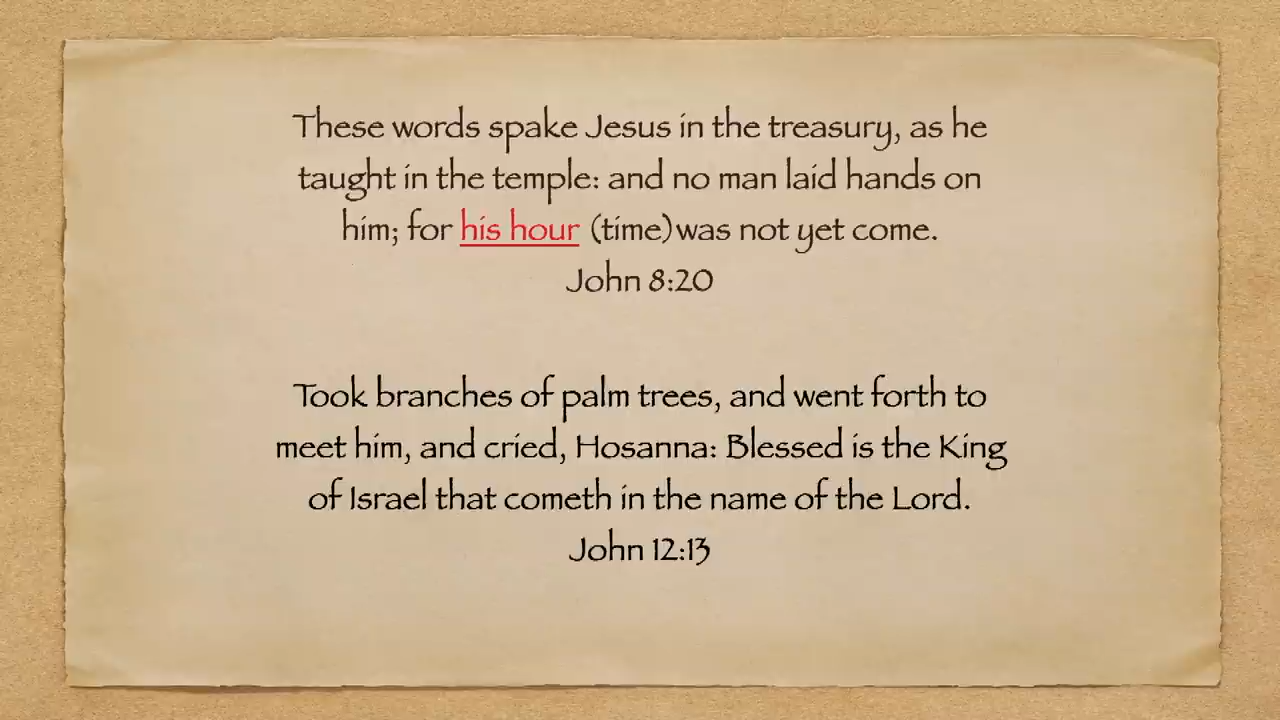 These words spake Jesus in the treasury, as he
taught in the temple: and no man laid hands on
him; for his hour (time)was not yet come.
John 8:20
Took branches of palm trees, and went forth to
meet him, and cried, Hosanna: Blessed is the King
of Israel that cometh in the name of the Lord.
John 12:13